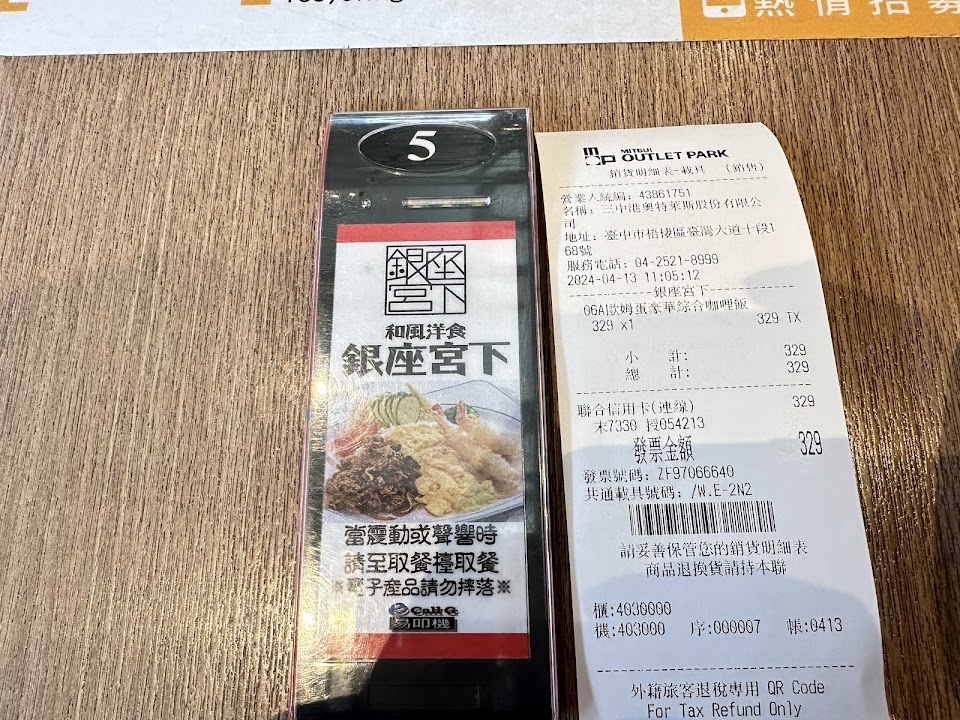 熱情招募
5
銀座
宮下
和風洋食
銀座宮下
當震動或聲響時
請至取餐檯取餐
※電子產品請勿摔落※
Call Q
易叩機
MITSUI
OUTLET PARK
銷貨明細表-載具 (銷售)
營業人統編: 43861751
名稱: 三中港奧特萊斯股份有限公
司
地址: 臺中市梧棲區臺灣大道十段1
68號
服務電話: 04-2521-8999
2024-04-13 11:05:12
------------銀座宮下------------
06A1歐姆蛋豪華綜合咖哩飯
329 x1 329 TX
小 計: 329
總 計: 329
聯合信用卡(連線) 329
末7330 授054213
發票金額 329
發票號碼: ZF97066640
共通載具號碼: /W.E-2N2
請妥善保管您的銷貨明細表
商品退換貨請持本聯
櫃:4030000
機:403000 序:000007 帳:0413
外籍旅客退稅專用 QR Code
For Tax Refund Only